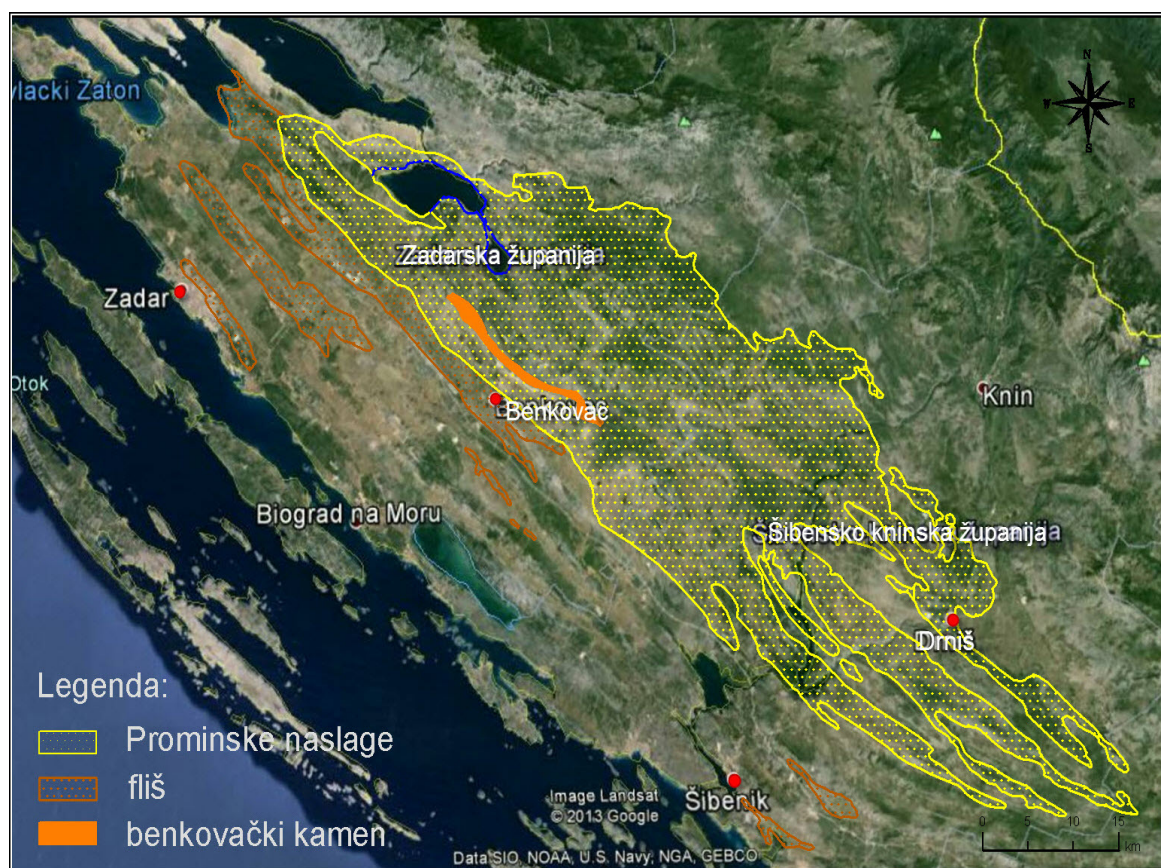 N
W E
S
vlacki Zaton
Zadarska županija
Zadar
Otok
Knin
Benkovac
Biograd na Moru
Šibensko kninska županija
Drniš
Legenda:
Prominske naslage
fliš
benkovački kamen
Šibenik
Image Landsat
© 2013 Google
Data SIO, NOAA, U.S. Navy, NGA, GEBCO
0 5 10 15
km